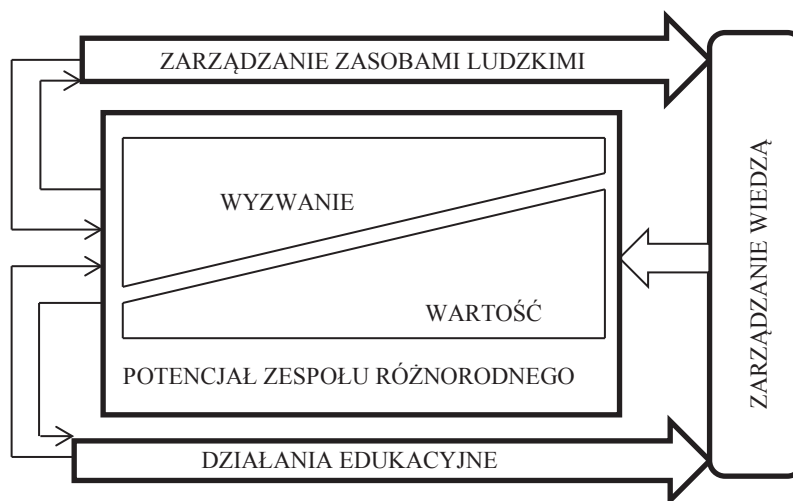 ZARZĄDZANIE ZASOBAMI LUDZKIMI
WYZWANIE
WARTOŚĆ
POTENCJAŁ ZESPOŁU RÓŻNORODNEGO
DZIAŁANIA EDUKACYJNE
ZARZĄDZANIE WIEDZĄ